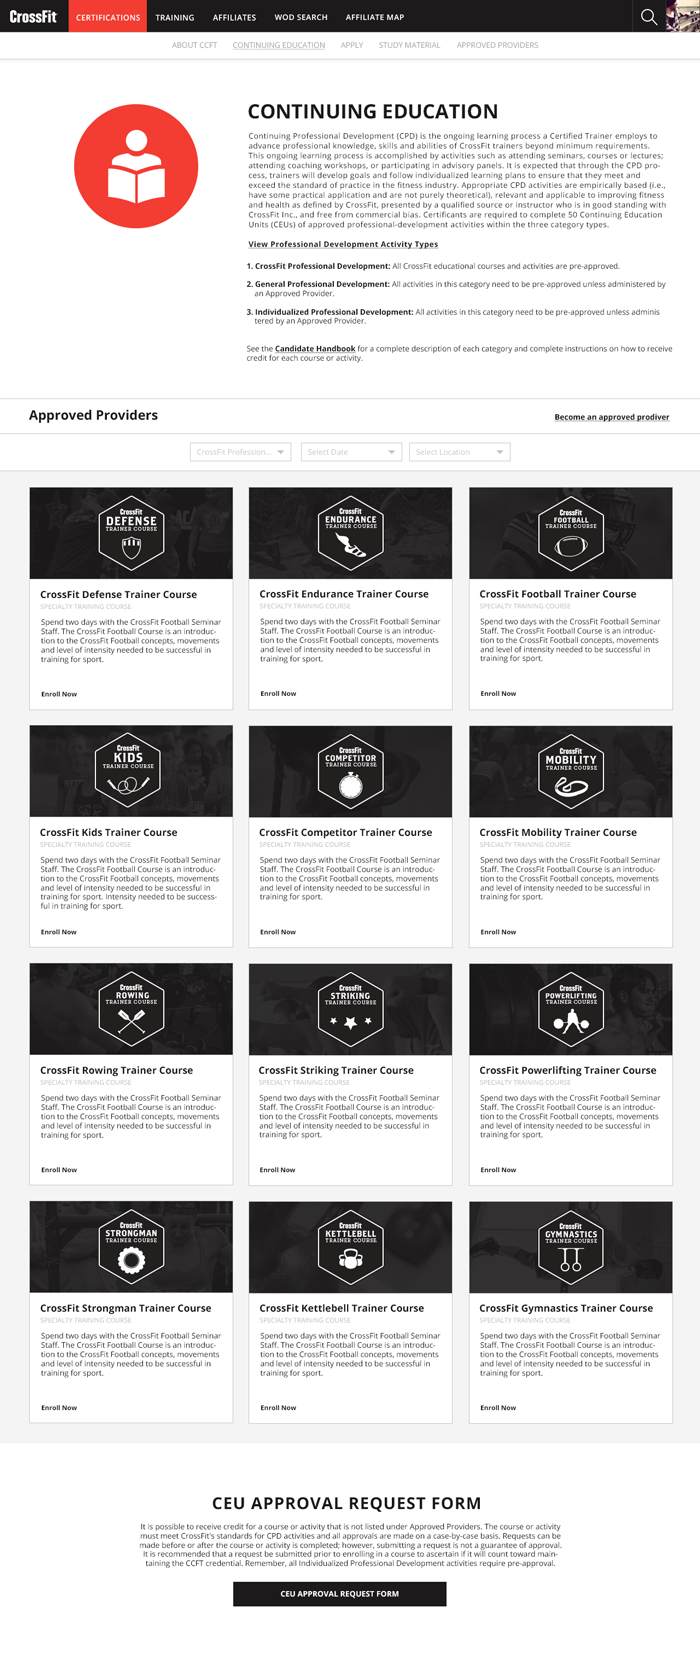 CrossFit
CERTIFICATIONS TRAINING AFFILIATES WOD SEARCH AFFILIATE MAP
ABOUT CCFT CONTINUING EDUCATION APPLY STUDY MATERIAL APPROVED PROVIDERS
CONTINUING EDUCATION
Continuing Professional Development (CPD) is the ongoing learning process a Certified Trainer employs to
advance professional knowledge, skills and abilities of CrossFit trainers beyond minimum requirements.
This ongoing learning process is accomplished by activities such as attending seminars, courses or lectures;
attending coaching workshops, or participating in advisory panels. It is expected that through the CPD pro-
cess, trainers will develop goals and follow individualized learning plans to ensure that they meet and
exceed the standard of practice in the fitness industry. Appropriate CPD activities are empirically based (i.e.,
have some practical application and are not purely theoretical), relevant and applicable to improving fitness
and health as defined by CrossFit, presented by a qualified source or instructor who is in good standing with
CrossFit Inc., and free from commercial bias. Certificants are required to complete 50 Continuing Education
Units (CEUs) of approved professional-development activities within the three category types.
View Professional Development Activity Types
1. CrossFit Professional Development: All CrossFit educational courses and activities are pre-approved.
2. General Professional Development: All activities in this category need to be pre-approved unless administered by
an Approved Provider.
3. Individualized Professional Development: All activities in this category need to be pre-approved unless adminis
tered by an Approved Provider.
See the Candidate Handbook for a complete description of each category and complete instructions on how to receive
credit for each course or activity.
Approved Providers
Become an approved prodiver
CrossFit Profession... Select Date Select Location
CrossFit
DEFENSE
TRAINER COURSE
CrossFit Defense Trainer Course
SPECIALTY TRAINING COURSE
Spend two days with the CrossFit Football Seminar
Staff. The CrossFit Football Course is an introduc-
tion to the CrossFit Football concepts, movements
and level of intensity needed to be successful in
training for sport.
Enroll Now
CrossFit
ENDURANCE
TRAINER COURSE
CrossFit Endurance Trainer Course
SPECIALTY TRAINING COURSE
Spend two days with the CrossFit Football Seminar
Staff. The CrossFit Football Course is an introduc-
tion to the CrossFit Football concepts, movements
and level of intensity needed to be successful in
training for sport.
Enroll Now
CrossFit
FOOTBALL
TRAINER COURSE
CrossFit Football Trainer Course
SPECIALTY TRAINING COURSE
Spend two days with the CrossFit Football Seminar
Staff. The CrossFit Football Course is an introduc-
tion to the CrossFit Football concepts, movements
and level of intensity needed to be successful in
training for sport.
Enroll Now
CrossFit
KIDS
TRAINER COURSE
CrossFit Kids Trainer Course
SPECIALTY TRAINING COURSE
Spend two days with the CrossFit Football Seminar
Staff. The CrossFit Football Course is an introduc-
tion to the CrossFit Football concepts, movements
and level of intensity needed to be successful in
training for sport. Intensity needed to be success-
ful in training for sport.
Enroll Now
CrossFit
COMPETITOR
TRAINER COURSE
CrossFit Competitor Trainer Course
SPECIALTY TRAINING COURSE
Spend two days with the CrossFit Football Seminar
Staff. The CrossFit Football Course is an introduc-
tion to the CrossFit Football concepts, movements
and level of intensity needed to be successful in
training for sport.
Enroll Now
CrossFit
MOBILITY
TRAINER COURSE
CrossFit Mobility Trainer Course
SPECIALTY TRAINING COURSE
Spend two days with the CrossFit Football Seminar
Staff. The CrossFit Football Course is an introduc-
tion to the CrossFit Football concepts, movements
and level of intensity needed to be successful in
training for sport.
Enroll Now
CrossFit
ROWING
TRAINER COURSE
CrossFit Rowing Trainer Course
SPECIALTY TRAINING COURSE
Spend two days with the CrossFit Football Seminar
Staff. The CrossFit Football Course is an introduc-
tion to the CrossFit Football concepts, movements
and level of intensity needed to be successful in
training for sport.
Enroll Now
CrossFit
STRIKING
TRAINER COURSE
CrossFit Striking Trainer Course
SPECIALTY TRAINING COURSE
Spend two days with the CrossFit Football Seminar
Staff. The CrossFit Football Course is an introduc-
tion to the CrossFit Football concepts, movements
and level of intensity needed to be successful in
training for sport.
Enroll Now
CrossFit
POWERLIFTING
TRAINER COURSE
CrossFit Powerlifting Trainer Course
SPECIALTY TRAINING COURSE
Spend two days with the CrossFit Football Seminar
Staff. The CrossFit Football Course is an introduc-
tion to the CrossFit Football concepts, movements
and level of intensity needed to be successful in
training for sport.
Enroll Now
CrossFit
STRONGMAN
TRAINER COURSE
CrossFit Strongman Trainer Course
SPECIALTY TRAINING COURSE
Spend two days with the CrossFit Football Seminar
Staff. The CrossFit Football Course is an introduc-
tion to the CrossFit Football concepts, movements
and level of intensity needed to be successful in
training for sport.
Enroll Now
CrossFit
KETTLEBELL
TRAINER COURSE
CrossFit Kettlebell Trainer Course
SPECIALTY TRAINING COURSE
Spend two days with the CrossFit Football Seminar
Staff. The CrossFit Football Course is an introduc-
tion to the CrossFit Football concepts, movements
and level of intensity needed to be successful in
training for sport.
Enroll Now
CrossFit
GYMNASTICS
TRAINER COURSE
CrossFit Gymnastics Trainer Course
SPECIALTY TRAINING COURSE
Spend two days with the CrossFit Football Seminar
Staff. The CrossFit Football Course is an introduc-
tion to the CrossFit Football concepts, movements
and level of intensity needed to be successful in
training for sport.
Enroll Now
CEU APPROVAL REQUEST FORM
It is possible to receive credit for a course or activity that is not listed under Approved Providers. The course or activity
must meet CrossFit's standards for CPD activities and all approvals are made on a case-by-case basis. Requests can be
made before or after the course or activity is completed; however, submitting a request is not a guarantee of approval.
It is recommended that a request be submitted prior to enrolling in a course to ascertain if it will count toward main-
taining the CCFT credential. Remember, all Individualized Professional Development activities require pre-approval.
CEU APPROVAL REQUEST FORM